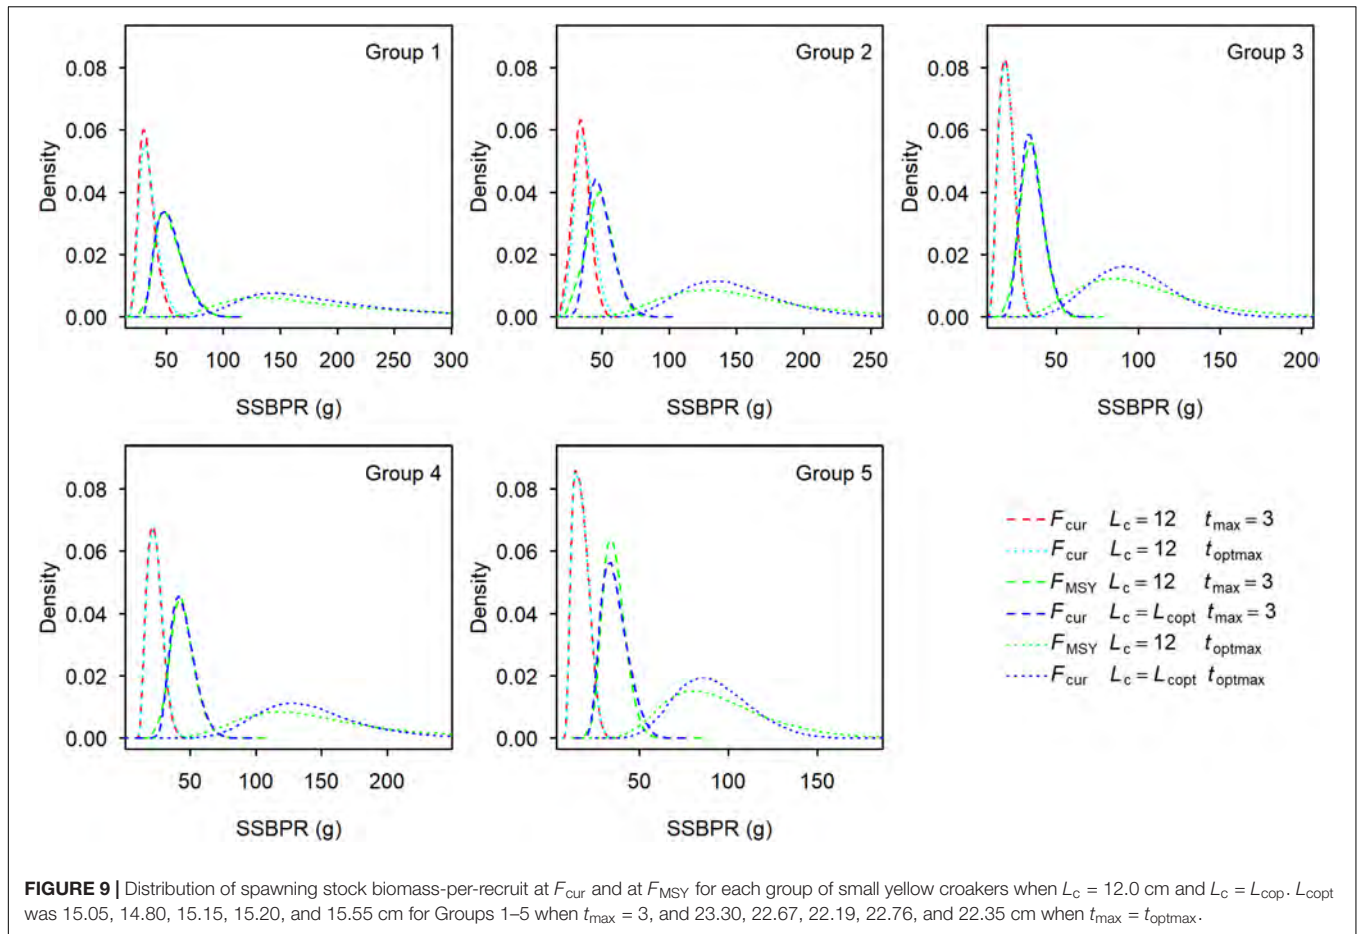 Group 1
Density
0.08
0.06
0.04
0.02
0.00
50 100 150 200 250 300
SSBPR (g)
Group 2
Density
0.08
0.06
0.04
0.02
0.00
50 100 150 200 250
SSBPR (g)
Group 3
Density
0.08
0.06
0.04
0.02
0.00
50 100 150 200
SSBPR (g)
Group 4
Density
0.08
0.06
0.04
0.02
0.00
50 100 150 200
SSBPR (g)
Group 5
Density
0.08
0.06
0.04
0.02
0.00
50 100 150
SSBPR (g)
Fcur Lc = 12 tmax = 3
Fcur Lc = 12 toptmax
FMSY Lc = 12 tmax = 3
Fcur Lc = Lcopt tmax = 3
FMSY Lc = 12 toptmax
Fcur Lc = Lcopt toptmax
FIGURE 9 | Distribution of spawning stock biomass-per-recruit at Fcur and at FMSY for each group of small yellow croakers when Lc = 12.0 cm and Lc = Lcop. Lcopt
was 15.05, 14.80, 15.15, 15.20, and 15.55 cm for Groups 1–5 when tmax = 3, and 23.30, 22.67, 22.19, 22.76, and 22.35 cm when tmax = toptmax.